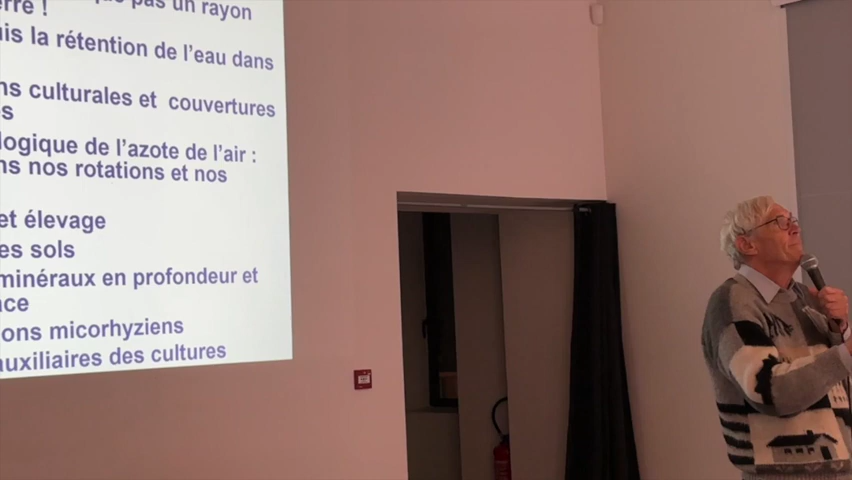 pas un rayon
rre !
is la rétention de l'eau dans
ns culturales et couvertures
s
logique de l'azote de l'air :
ns nos rotations et nos
et élevage
es sols
minéraux en profondeur et
ce
ons micorhyziens
auxiliaires des cultures